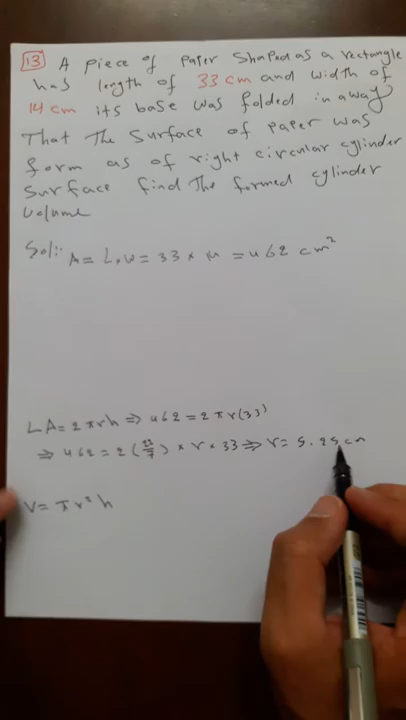 13 A piece of Paper shaped as a rectangle
has length of 33 cm and width of
14 cm its base was folded in away
That The surface of paper was
form as of right circular cylinder
surface find The formed cylinder
volume
Sol:- A = L.W = 33 × 14 = 462 cm²
LA = 2πrh ⇒ 462 = 2πr(33)
⇒ 462 = 2(22/7) × r × 33 ⇒ r = 5.25 cm
V = πr²h